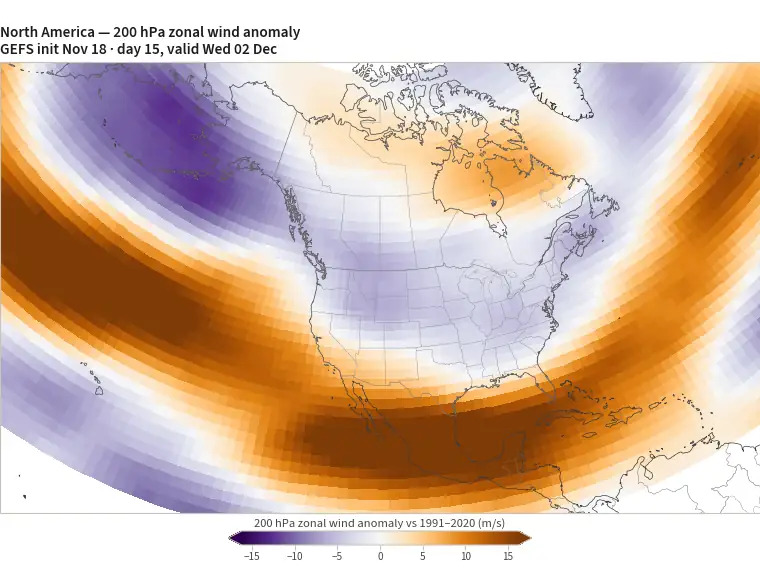 North America — 200 hPa zonal wind anomaly
GEFS init Nov 18 · day 15, valid Wed 02 Dec
200 hPa zonal wind anomaly vs 1991–2020 (m/s)
−15 −10 −5 0 5 10 15